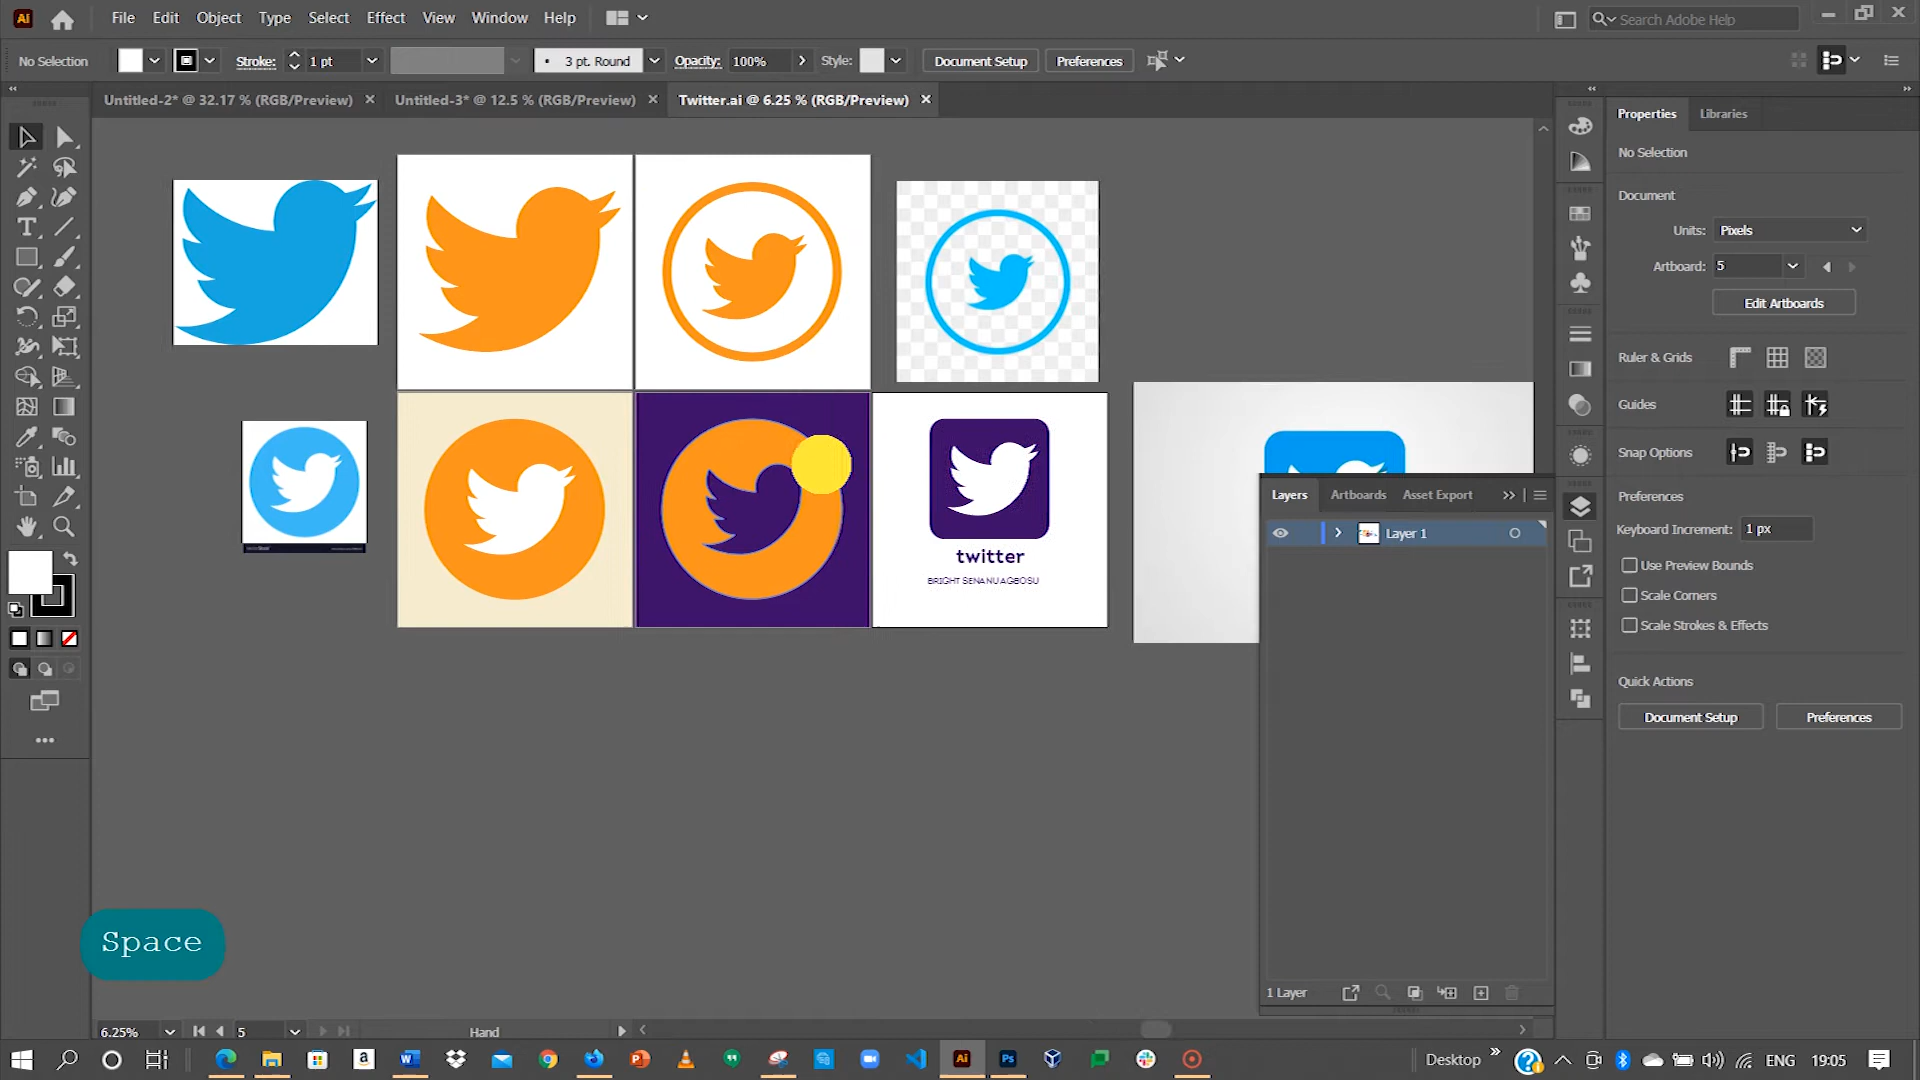 Ai File Edit Object Type Select Effect View Window Help Search Adobe Help
No Selection Stroke: 1 pt 3 pt. Round Opacity: 100% Style: Document Setup Preferences
Untitled-2* @ 32.17 % (RGB/Preview) Untitled-3* @ 12.5 % (RGB/Preview) Twitter.ai @ 6.25 % (RGB/Preview)
Properties Libraries
No Selection
Document
Units: Pixels
Artboard: 5
Edit Artboards
Ruler & Grids
Guides
Snap Options
Preferences
Keyboard Increment: 1 px
Use Preview Bounds
Scale Corners
Scale Strokes & Effects
Quick Actions
Document Setup Preferences
twitter
BRIGHT SENANU AGBOSU
Layers Artboards Asset Export
Layer 1
1 Layer
Space
6.25% 5 Hand
Desktop ENG 19:05